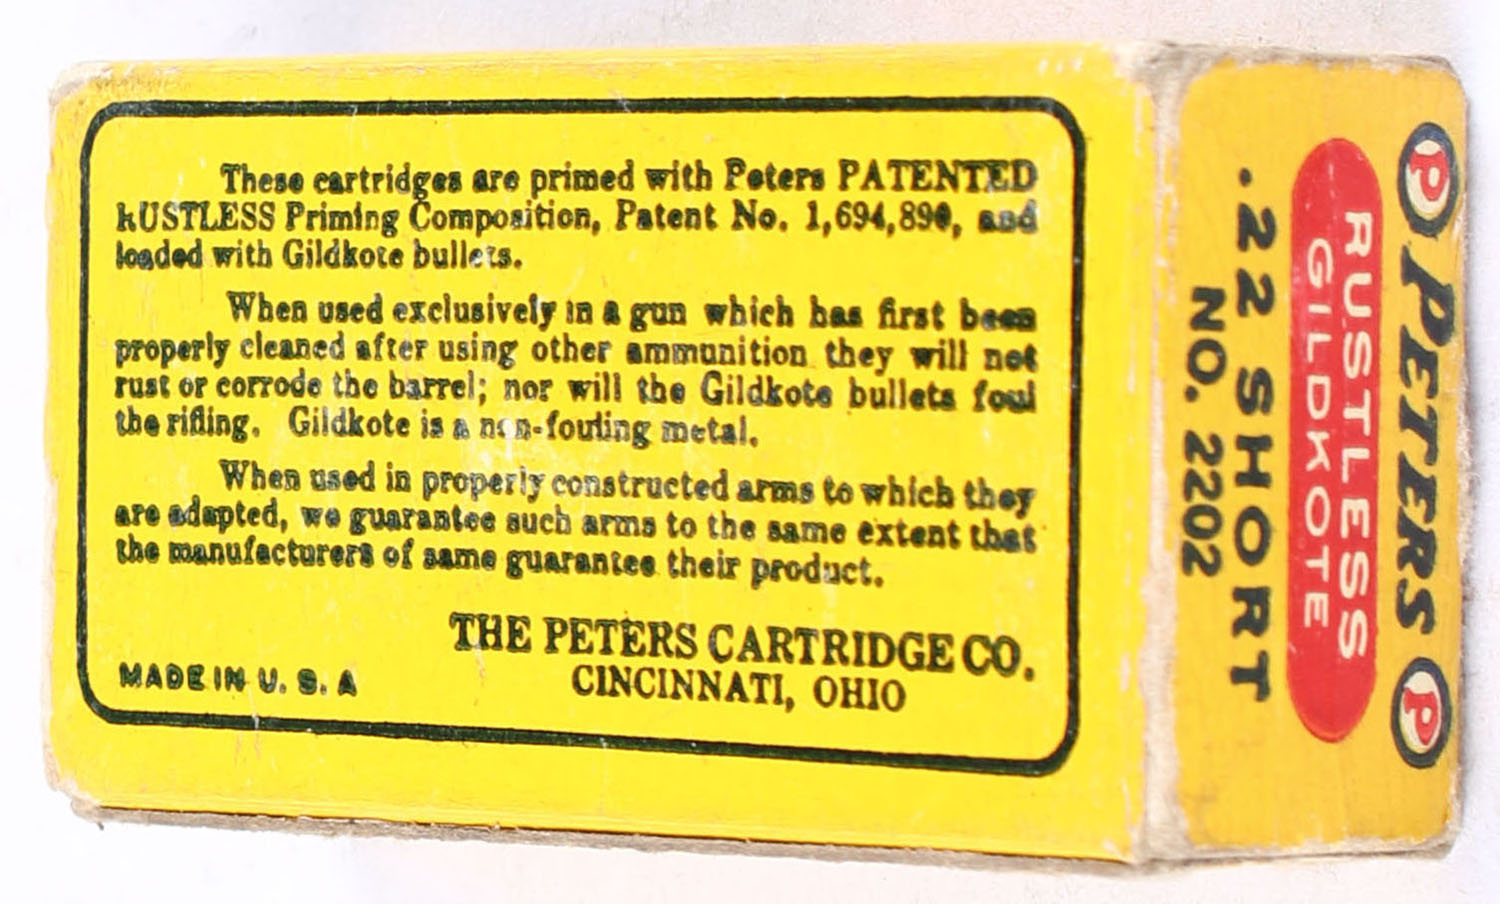 These cartridges are primed with Peters PATENTED
RUSTLESS Priming Composition, Patent No. 1,694,890, and
loaded with Gildkote bullets.
When used exclusively in a gun which has first been
properly cleaned after using other ammunition they will not
rust or corrode the barrel; nor will the Gildkote bullets foul
the rifling. Gildkote is a non-fouling metal.
When used in properly constructed arms to which they
are adapted, we guarantee such arms to the same extent that
the manufacturers of same guarantee their product.
THE PETERS CARTRIDGE CO.
CINCINNATI, OHIO
MADE IN U. S. A
P PETERS P
RUSTLESS
GILDKOTE
.22 SHORT
NO. 2202